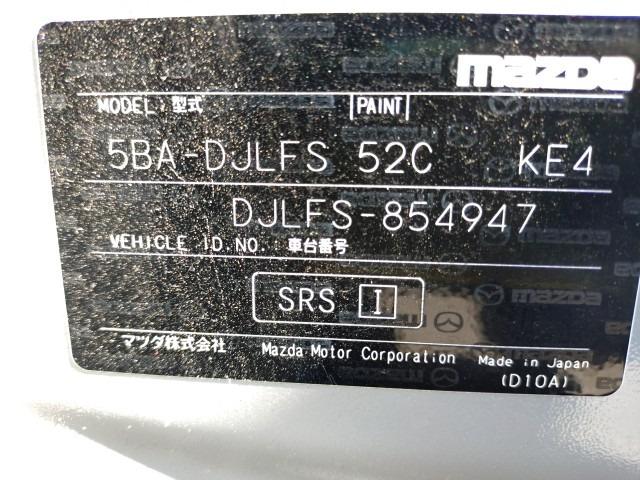 mazda
MODEL 型式 PAINT
5BA-DJLFS 52C KE4
DJLFS-854947
VEHICLE ID.NO. 車台番号
SRS I
マツダ株式会社 Mazda Motor Corporation Made in Japan
(D10A)